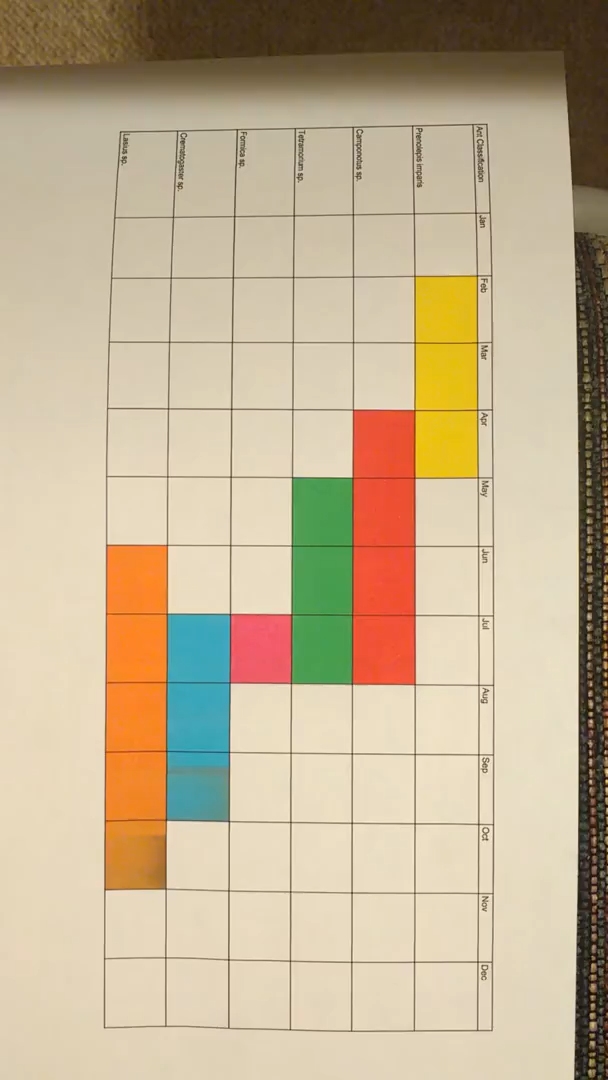 Ant Classification Jan Feb Mar Apr May Jun Jul Aug Sep Oct Nov Dec
Prenolepis imparis
Camponotus sp.
Tetramorium sp.
Formica sp.
Crematogaster sp.
Lasius sp.